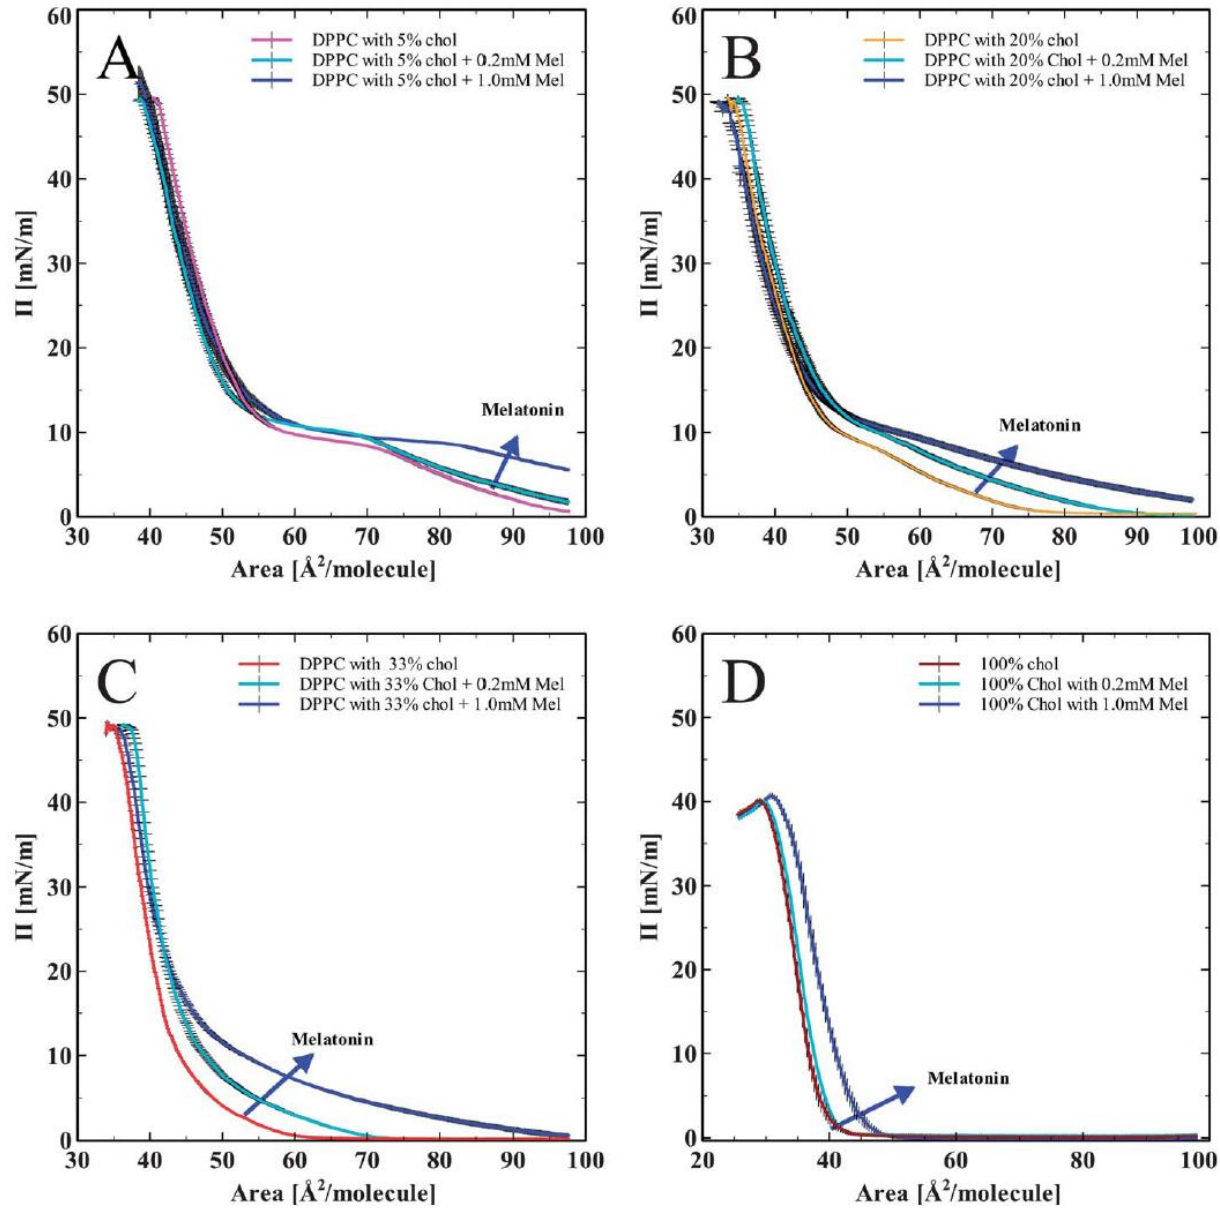 A
DPPC with 5% chol
DPPC with 5% chol + 0.2mM Mel
DPPC with 5% chol + 1.0mM Mel
60
50
40
30
20
10
0
Π [mN/m]
Melatonin
30 40 50 60 70 80 90 100
Area [Å²/molecule]
B
DPPC with 20% chol
DPPC with 20% Chol + 0.2mM Mel
DPPC with 20% chol + 1.0mM Mel
60
50
40
30
20
10
0
Π [mN/m]
Melatonin
30 40 50 60 70 80 90 100
Area [Å²/molecule]
C
DPPC with 33% chol
DPPC with 33% Chol + 0.2mM Mel
DPPC with 33% chol + 1.0mM Mel
60
50
40
30
20
10
0
Π [mN/m]
Melatonin
30 40 50 60 70 80 90 100
Area [Å²/molecule]
D
100% chol
100% Chol with 0.2mM Mel
100% Chol with 1.0mM Mel
60
50
40
30
20
10
0
Π [mN/m]
Melatonin
20 40 60 80 100
Area [Å²/molecule]